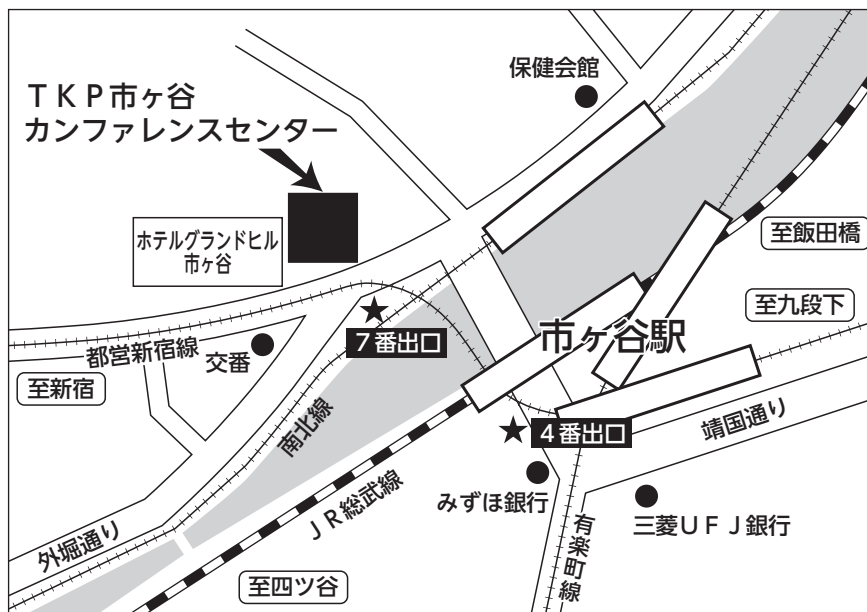 保健会館
ＴＫＰ市ヶ谷
カンファレンスセンター
ホテルグランドヒル
市ヶ谷
至飯田橋
至九段下
市ヶ谷駅
★
７番出口
都営新宿線
交番
至新宿
南北線
★
４番出口
靖国通り
みずほ銀行
三菱ＵＦＪ銀行
ＪＲ総武線
有楽町線
外堀通り
至四ツ谷